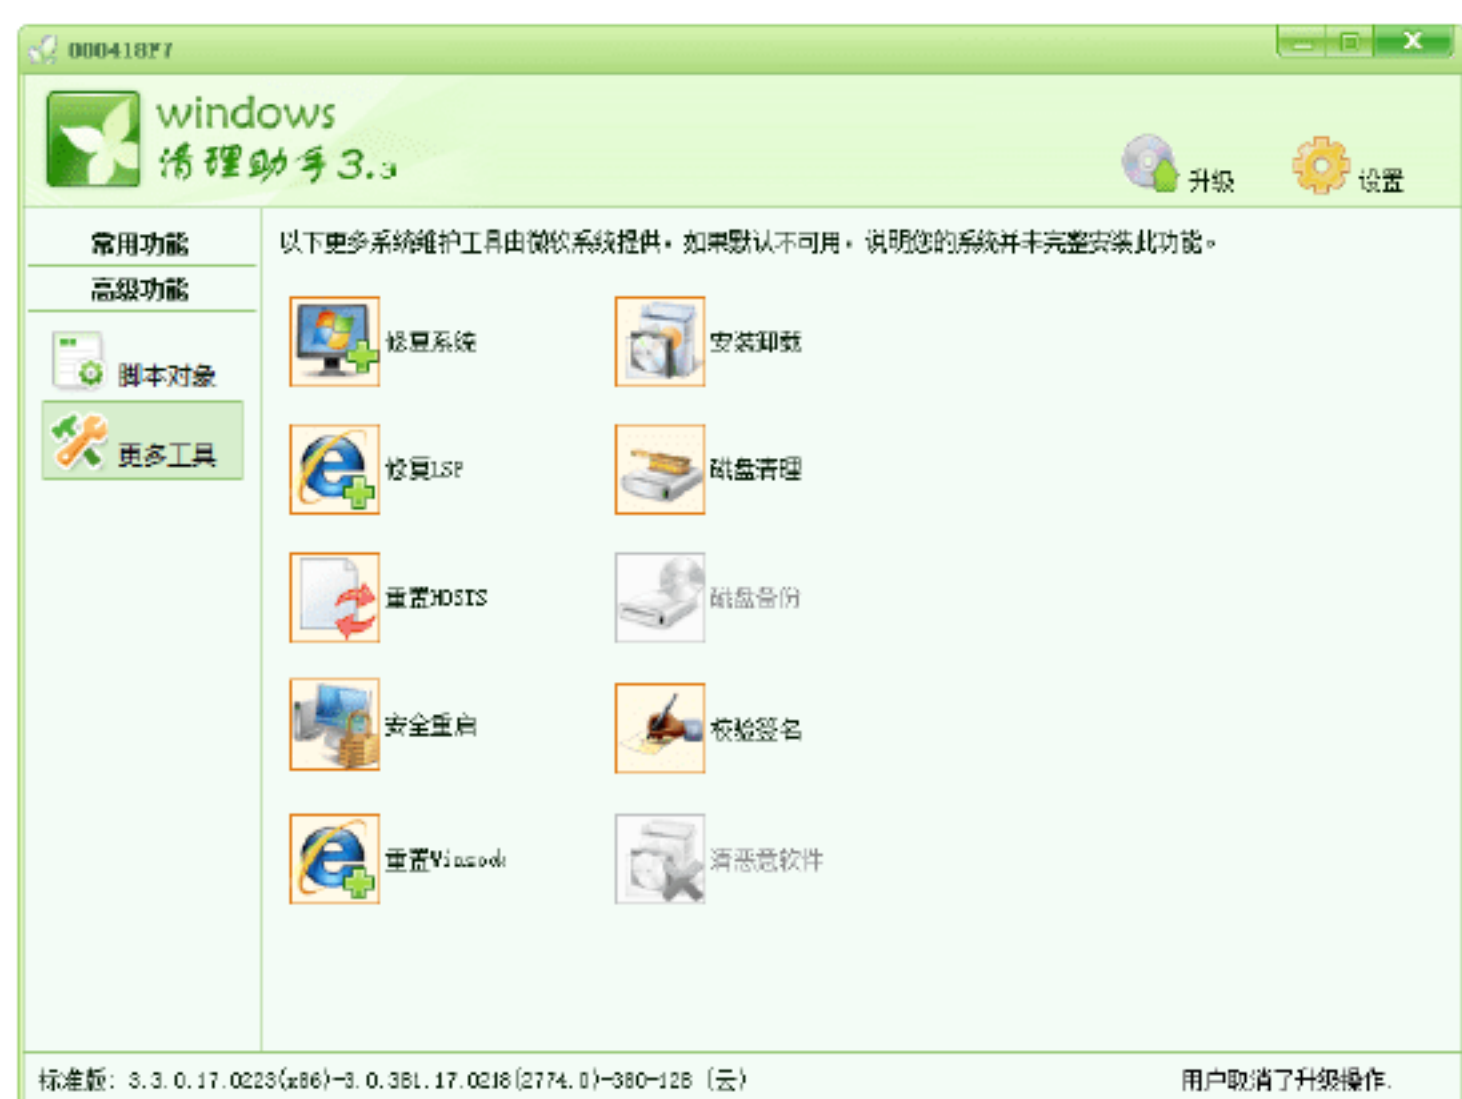 000418F7
windows
清理助手3.3
升级
设置
常用功能
高级功能
脚本对象
更多工具
以下更多系统维护工具由微软系统提供，如果默认不可用，说明您的系统并未完整安装此功能。
修复系统
安装卸载
修复LSP
磁盘清理
重置HOSTS
磁盘备份
安全重启
校验签名
重置Winsock
清恶意软件
标准版: 3.3.0.17.0223(x86)-3.0.381.17.0218(2774.0)-380-128 (云)
用户取消了升级操作.